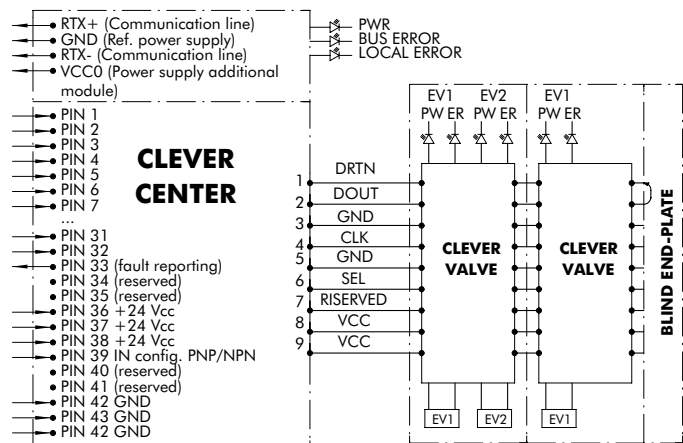 RTX+ (Communication line)
GND (Ref. power supply)
RTX- (Communication line)
VCC0 (Power supply additional
module)
PWR
BUS ERROR
LOCAL ERROR
PIN 1
PIN 2
PIN 3
PIN 4
PIN 5
PIN 6
PIN 7
...
PIN 31
PIN 32
PIN 33 (fault reporting)
PIN 34 (reserved)
PIN 35 (reserved)
PIN 36 +24 Vcc
PIN 37 +24 Vcc
PIN 38 +24 Vcc
PIN 39 IN config. PNP/NPN
PIN 40 (reserved)
PIN 41 (reserved)
PIN 42 GND
PIN 43 GND
PIN 42 GND
CLEVER
CENTER
1 DRTN
2 DOUT
3 GND
4 CLK
5 GND
6 SEL
7 RISERVED
8 VCC
9 VCC
EV1 EV2
PW ER PW ER
CLEVER
VALVE
EV1 EV2
EV1
PW ER
CLEVER
VALVE
EV1
BLIND END-PLATE